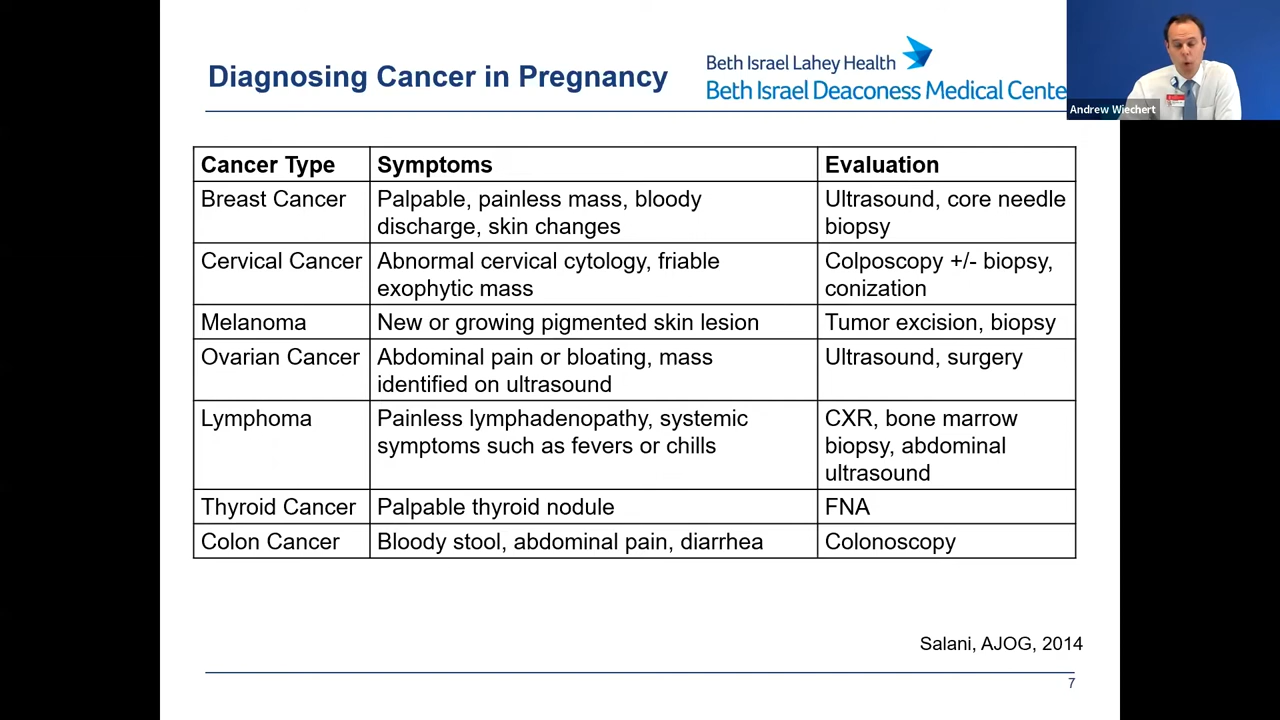 Diagnosing Cancer in Pregnancy
Beth Israel Lahey Health
Beth Israel Deaconess Medical Cente
Andrew Wiechert
Cancer Type Symptoms Evaluation
Breast Cancer Palpable, painless mass, bloody Ultrasound, core needle
discharge, skin changes biopsy
Cervical Cancer Abnormal cervical cytology, friable Colposcopy +/- biopsy,
exophytic mass conization
Melanoma New or growing pigmented skin lesion Tumor excision, biopsy
Ovarian Cancer Abdominal pain or bloating, mass Ultrasound, surgery
identified on ultrasound
Lymphoma Painless lymphadenopathy, systemic CXR, bone marrow
symptoms such as fevers or chills biopsy, abdominal
ultrasound
Thyroid Cancer Palpable thyroid nodule FNA
Colon Cancer Bloody stool, abdominal pain, diarrhea Colonoscopy
Salani, AJOG, 2014
7